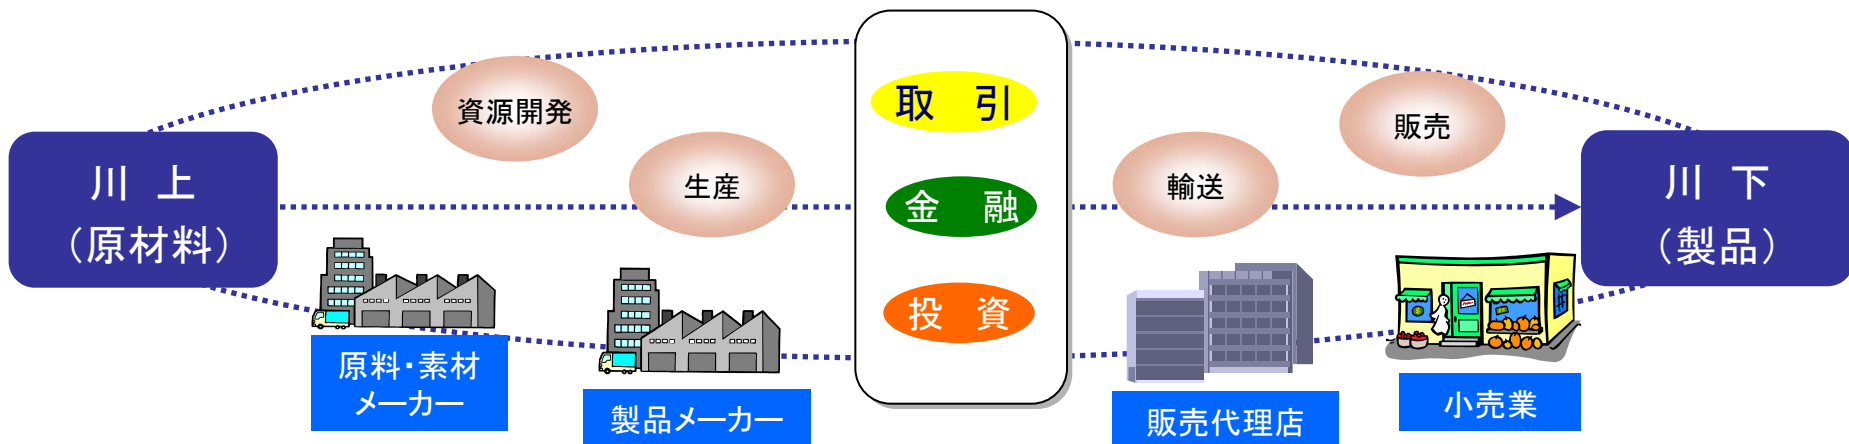 川 上
（原材料）
資源開発
生産
取 引
金 融
投 資
輸送
販売
川 下
（製品）
原料・素材
メーカー
製品メーカー
販売代理店
小売業